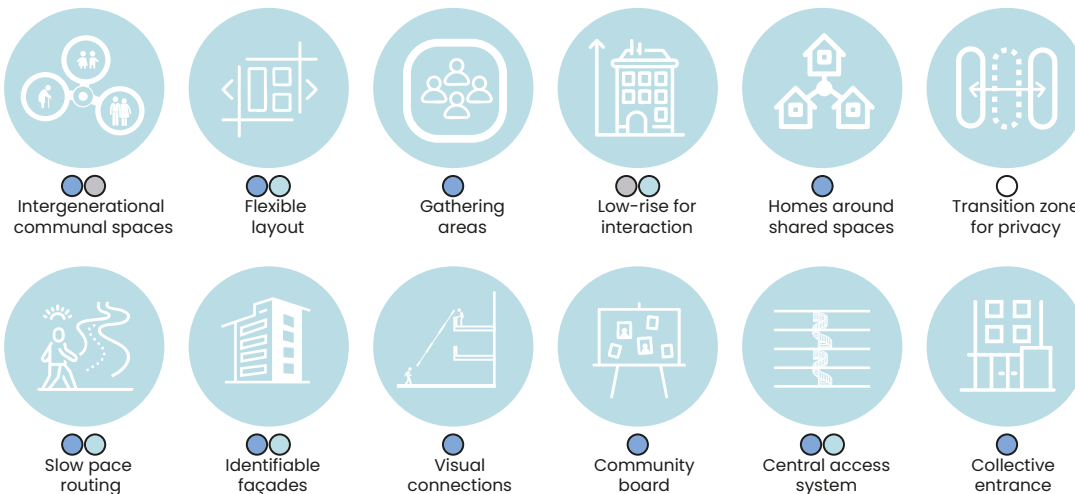 Intergenerational
communal spaces
Flexible
layout
Gathering
areas
Low-rise for
interaction
Homes around
shared spaces
Transition zone
for privacy
Slow pace
routing
Identifiable
façades
Visual
connections
Community
board
Central access
system
Collective
entrance